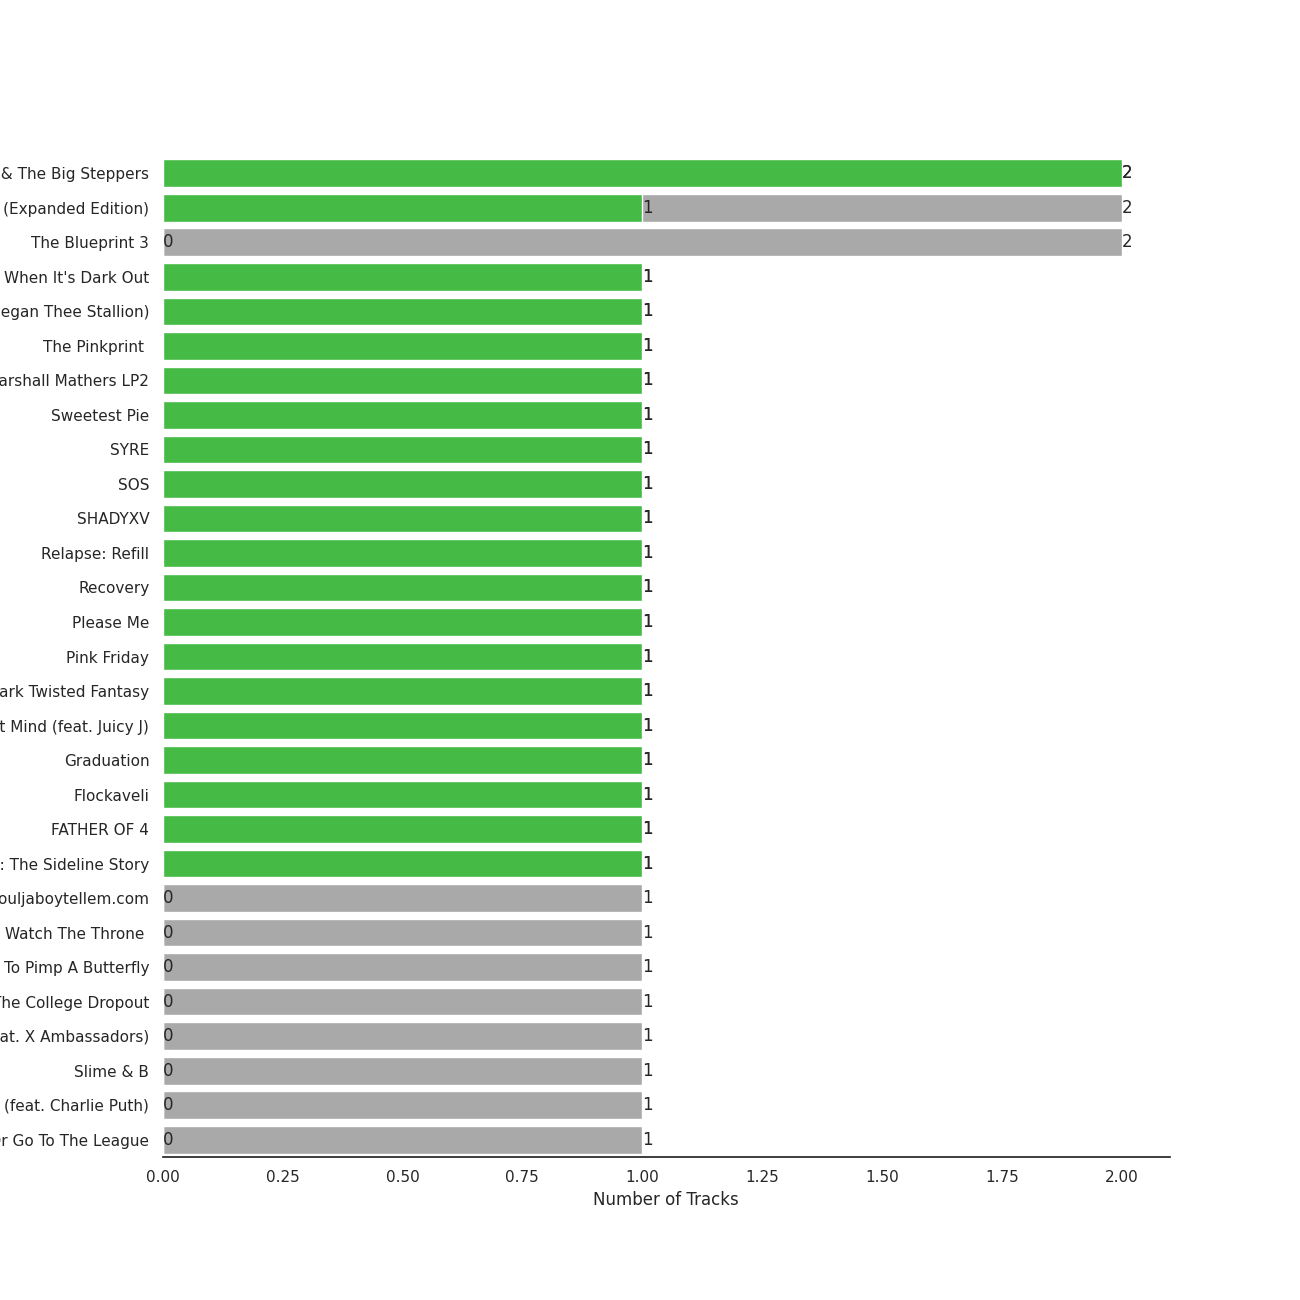 & The Big Steppers 2
(Expanded Edition) 1 2
The Blueprint 3 0 2
When It's Dark Out 1
egan Thee Stallion) 1
The Pinkprint 1
arshall Mathers LP2 1
Sweetest Pie 1
SYRE 1
SOS 1
SHADYXV 1
Relapse: Refill 1
Recovery 1
Please Me 1
Pink Friday 1
ark Twisted Fantasy 1
t Mind (feat. Juicy J) 1
Graduation 1
Flockaveli 1
FATHER OF 4 1
: The Sideline Story 1
ouljaboytellem.com 0 1
Watch The Throne 0 1
To Pimp A Butterfly 0 1
The College Dropout 0 1
at. X Ambassadors) 0 1
Slime & B 0 1
(feat. Charlie Puth) 0 1
r Go To The League 0 1
0.00 0.25 0.50 0.75 1.00 1.25 1.50 1.75 2.00
Number of Tracks